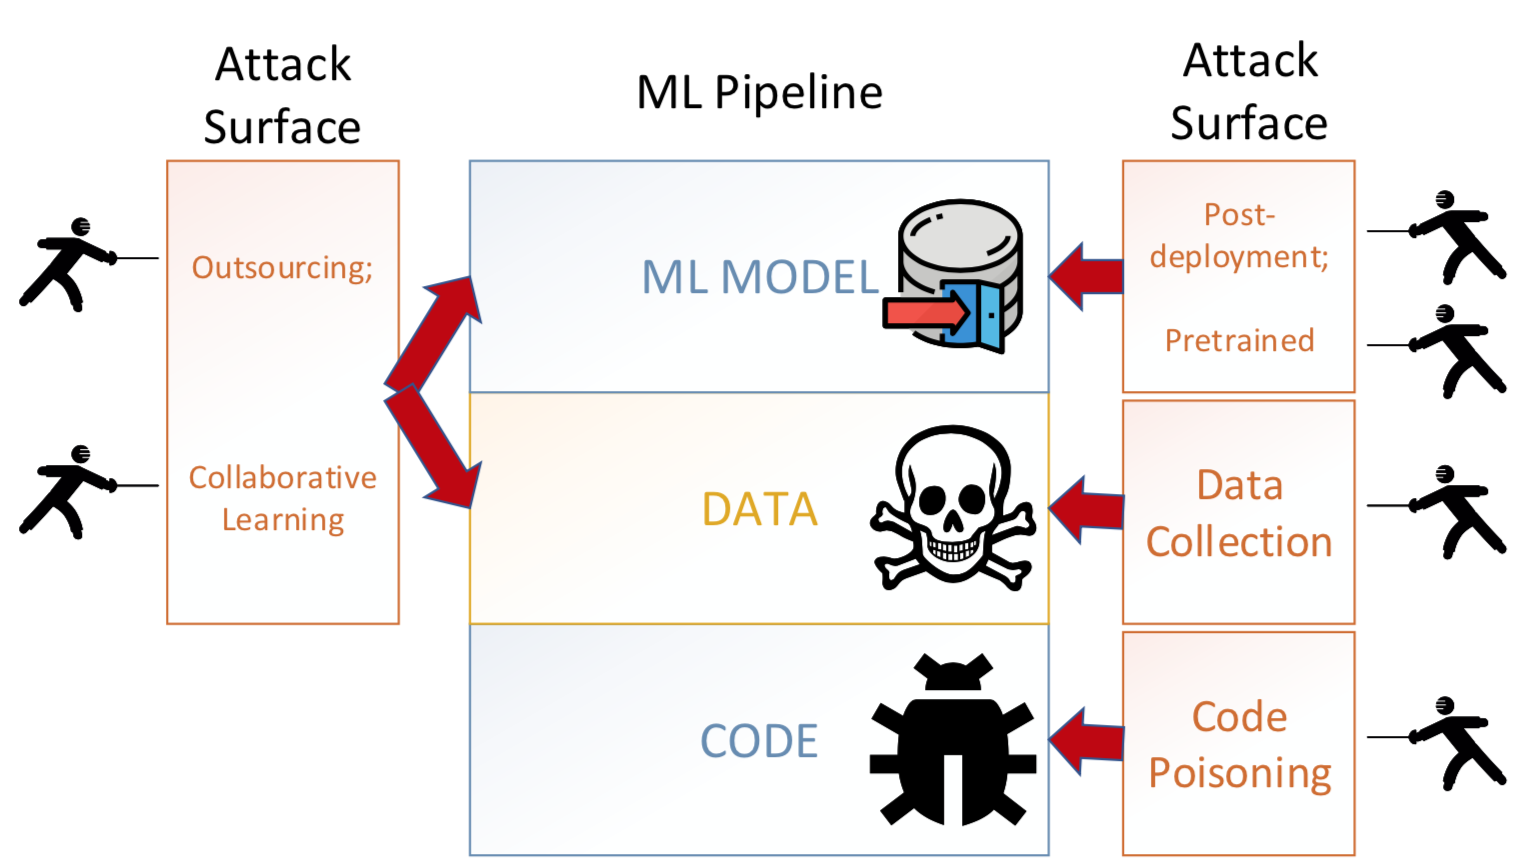 Attack
Surface
ML Pipeline
Attack
Surface
Outsourcing;
Collaborative
Learning
ML MODEL
DATA
CODE
Post-
deployment;
Pretrained
Data
Collection
Code
Poisoning